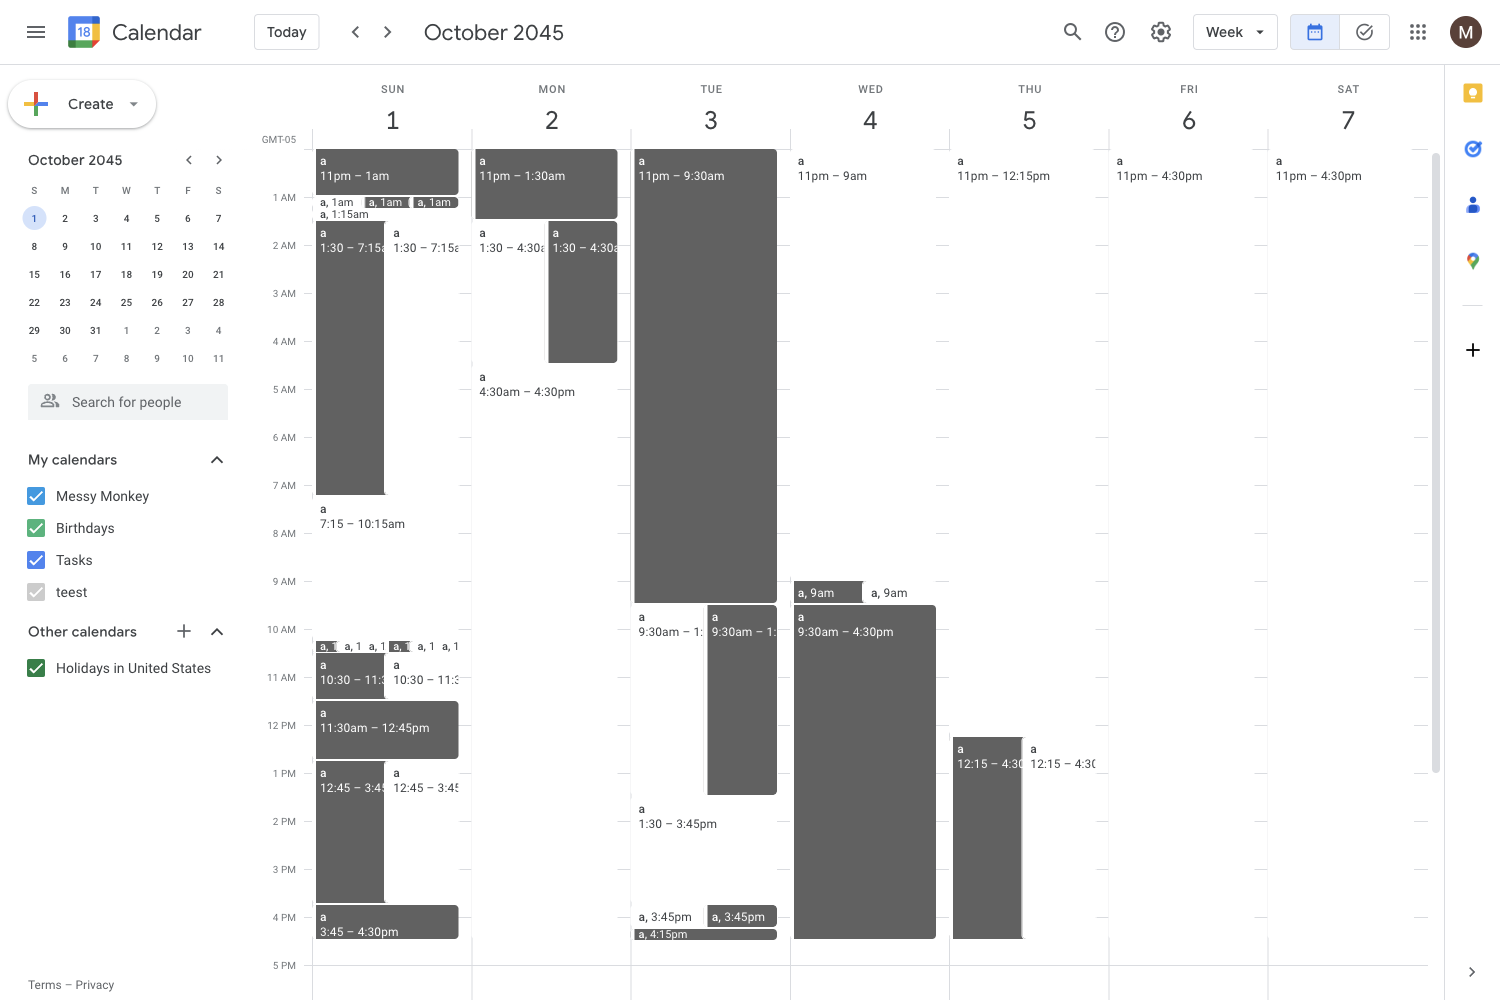 18
Calendar
Today
October 2045
Week
M
Create
October 2045
S M T W T F S
1 2 3 4 5 6 7
8 9 10 11 12 13 14
15 16 17 18 19 20 21
22 23 24 25 26 27 28
29 30 31 1 2 3 4
5 6 7 8 9 10 11
Search for people
My calendars
Messy Monkey
Birthdays
Tasks
teest
Other calendars
Holidays in United States
Terms – Privacy
GMT-05
1 AM
2 AM
3 AM
4 AM
5 AM
6 AM
7 AM
8 AM
9 AM
10 AM
11 AM
12 PM
1 PM
2 PM
3 PM
4 PM
5 PM
SUN
1
a
11pm – 1am
a, 1am
a, 1am
a, 1am
a, 1:15am
a
1:30 – 7:15a
a
1:30 – 7:15a
a
7:15 – 10:15am
a, 1
a, 1
a, 1
a, 1
a, 1
a, 1
a
10:30 – 11:3
a
10:30 – 11:3
a
11:30am – 12:45pm
a
12:45 – 3:45
a
12:45 – 3:45
a
3:45 – 4:30pm
MON
2
a
11pm – 1:30am
a
1:30 – 4:30a
a
1:30 – 4:30a
a
4:30am – 4:30pm
TUE
3
a
11pm – 9:30am
a
9:30am – 1:
a
9:30am – 1:
a
1:30 – 3:45pm
a, 3:45pm
a, 3:45pm
a, 4:15pm
WED
4
a
11pm – 9am
a, 9am
a, 9am
a
9:30am – 4:30pm
THU
5
a
11pm – 12:15pm
a
12:15 – 4:30
a
12:15 – 4:30
FRI
6
a
11pm – 4:30pm
SAT
7
a
11pm – 4:30pm